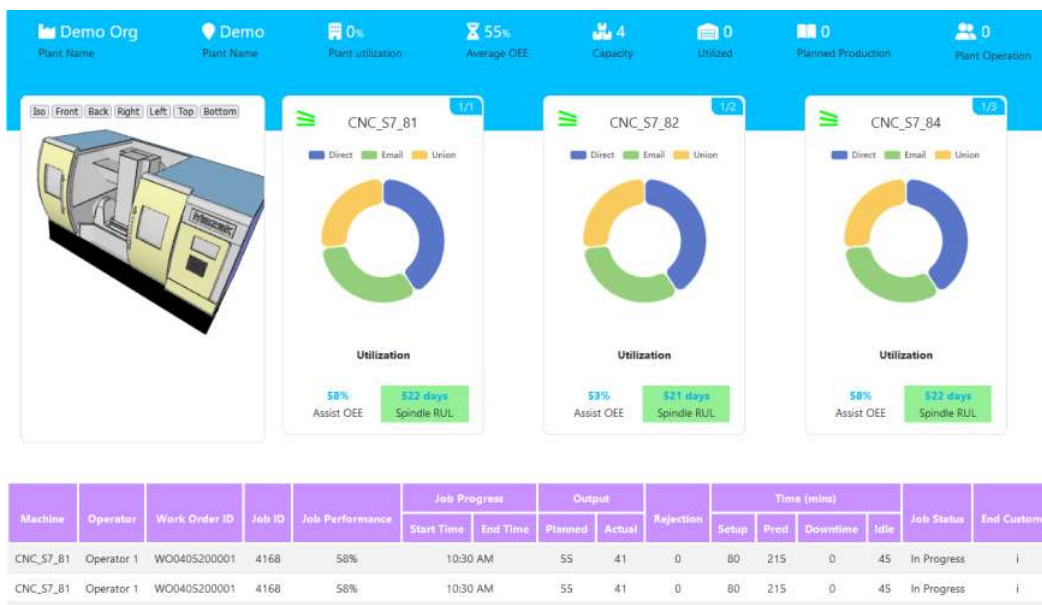 Demo Org
Plant Name
Demo
Plant Name
0%
Plant utilization
55%
Average OEE
4
Capacity
0
Utilized
0
Planned Production
0
Plant Operation
Iso Front Back Right Left Top Bottom
Mazak
1/1
CNC_S7_81
Direct Email Union
Utilization
58% 522 days
Assist OEE Spindle RUL
1/2
CNC_S7_82
Direct Email Union
Utilization
53% 521 days
Assist OEE Spindle RUL
1/3
CNC_S7_84
Direct Email Union
Utilization
58% 522 days
Assist OEE Spindle RUL
Job Progress Output Time (mins)
Machine Operator Work Order ID Job ID Job Performance Rejection Job Status End Custom
Start Time End Time Planned Actual Setup Pred Downtime Idle
CNC_S7_81 Operator 1 WO0405200001 4168 58% 10:30 AM 55 41 0 80 215 0 45 In Progress i
CNC_S7_81 Operator 1 WO0405200001 4168 58% 10:30 AM 55 41 0 80 215 0 45 In Progress i